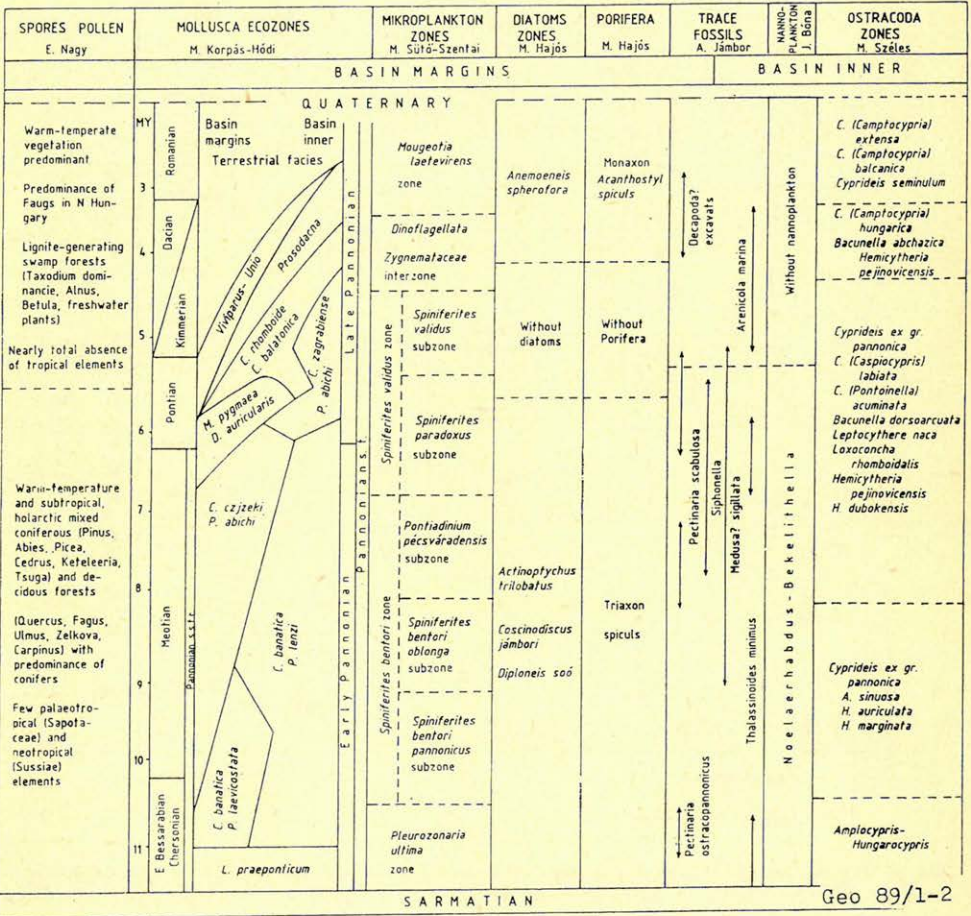 SPORES POLLEN
E. Nagy
MOLLUSCA ECOZONES
M. Korpás-Hódi
MIKROPLANKTON
ZONES
M. Sütő-Szentai
DIATOMS
ZONES
M. Hajós
PORIFERA
M. Hajós
TRACE
FOSSILS
A. Jámbor
NANNO-
PLANKTON
J. Bóna
OSTRACODA
ZONES
M. Széles
BASIN MARGINS
BASIN INNER
QUATERNARY
Warm-temperate
vegetation
predominant
Predominance of
Faugs in N Hun-
gary
Lignite-generating
swamp forests
(Taxodium domi-
nancie, Alnus,
Betula, freshwater
plants)
Nearly total absence
of tropical elements
Warm-temperature
and subtropical,
holarctic mixed
coniferous (Pinus,
Abies, Picea,
Cedrus, Keteleeria,
Tsuga) and de-
cidous forests
(Quercus, Fagus,
Ulmus, Zelkova,
Carpinus) with
predominance of
conifers
Few palaeotro-
pical (Sapota-
ceae) and
neotropical
(Sussiae)
elements
MY
3
4
5
6
7
8
9
10
11
Romanian
Dacian
Kimmerian
Pontian
Meotian
E Bessarabian
Chersonian
Pannonian s.str.
Basin
margins
Basin
inner
Terrestrial facies
Viviparus-Unio
Prosodacna
C. rhomboide
C. balatonica
C. zagrabiense
P. abichi
M. pygmaea
D. auricularis
C. czjzeki
P. abichi
C. banatica
P. lenzi
C. banatica
P. laevicostata
L. praeponticum
Late Pannonian
Early Pannonian
Pannonian s.l.
Mougeotia
laetevirens
zone
Dinoflagellata
Zygnemataceae
interzone
Spiniferites validus zone
Spiniferites
validus
subzone
Spiniferites
paradoxus
subzone
Spiniferites bentori zone
Pontiadinium
pécsváradensis
subzone
Spiniferites
bentori
oblonga
subzone
Spiniferites
bentori
pannonicus
subzone
Pleurozonaria
ultima
zone
Anemoeneis
spherofora
Without
diatoms
Actinoptychus
trilobatus
Coscinodiscus
jámbori
Diploneis soó
Monaxon
Acanthostyl
spiculs
Without
Porifera
Triaxon
spiculs
Decapoda?
excavats
Arenicola marina
Pectinaria scabulosa
Siphonella
Medusa? sigillata
Thalassinoides minimus
Pectinaria
ostracopannonicus
Without nannoplankton
Noelaerhabdus-Bekelithella
C. (Camptocypria)
extensa
C. (Camptocypria)
balcanica
Cyprideis seminulum
C. (Camptocypria)
hungarica
Bacunella abchazica
Hemicytheria
pejinovicensis
Cyprideis ex gr.
pannonica
C. (Caspiocypris)
labiata
C. (Pontoinella)
acuminata
Bacunella dorsoarcuata
Leptocythere naca
Loxoconcha
rhomboidalis
Hemicytheria
pejinovicensis
H dubokensis
Cyprideis ex gr.
pannonica
A. sinuosa
H. auriculata
H marginata
Amplocypris-
Hungarocypris
SARMATIAN
Geo 89/1-2